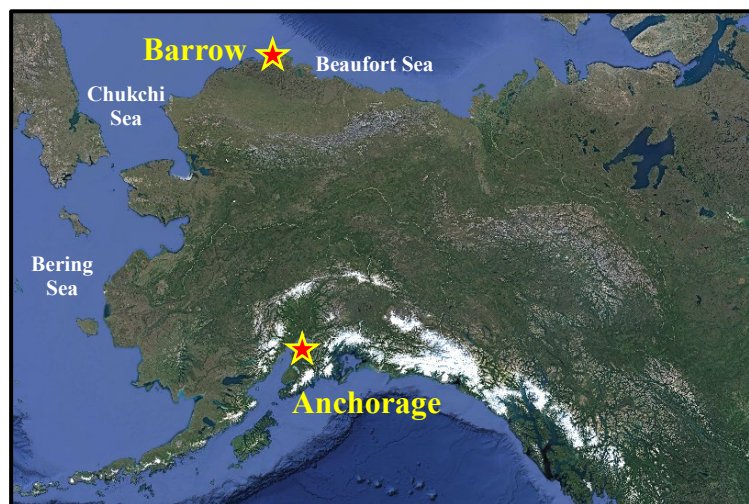 Barrow
Beaufort Sea
Chukchi
Sea
Bering
Sea
Anchorage